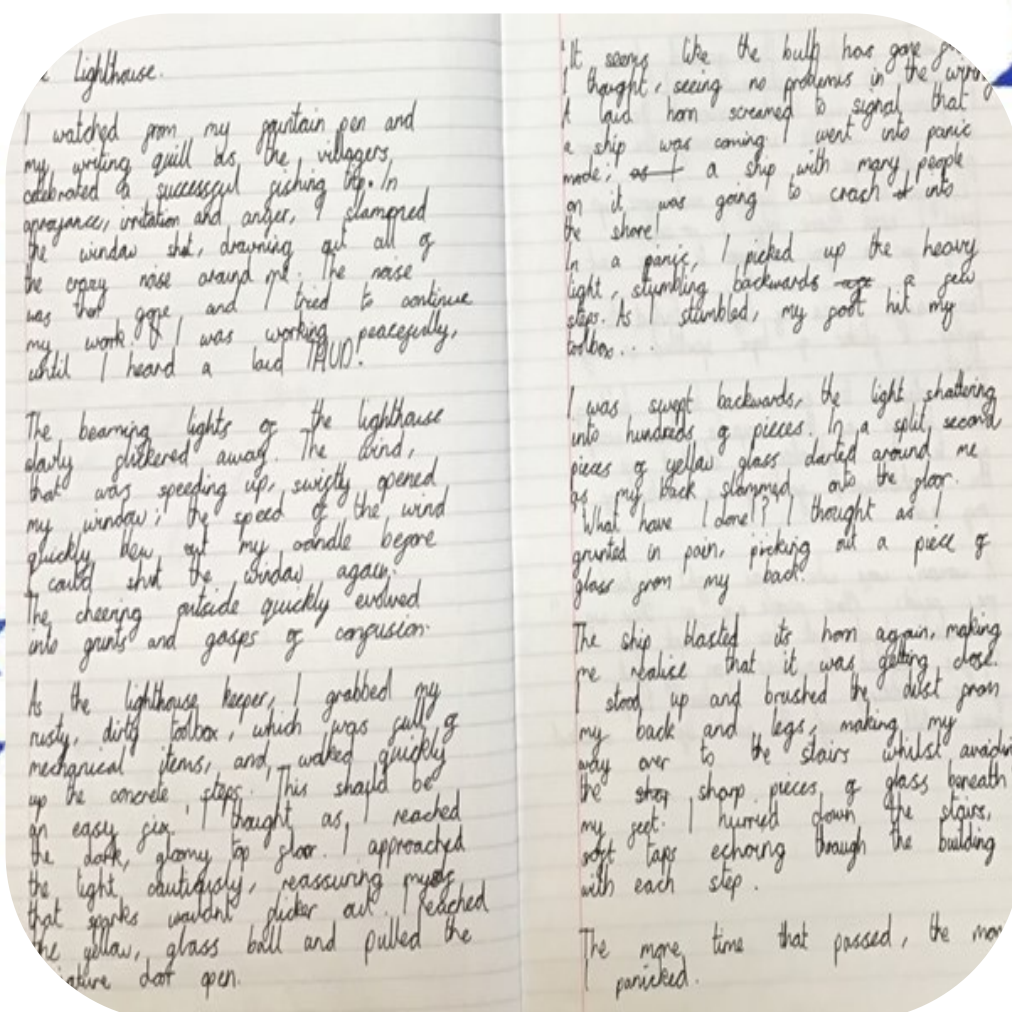 e Lighthouse.
I watched from my fountain pen and
my writing quill as the villagers
celebrated a successful fishing trip. In
annoyance, irritation and anger, I slammed
the window shut, drowning out all of
the crazy noise around me. The noise
was then gone, and I tried to continue
my work. I was working peacefully,
until I heard a loud THUD!
The beaming lights of the lighthouse
slowly flickered away. The wind,
that was speeding up, swiftly opened
my window; the speed of the wind
quickly blew out my candle before
I could shut the window again.
The cheering outside quickly evolved
into grunts and gasps of confusion.
As the lighthouse keeper, I grabbed my
rusty, dirty toolbox, which was full of
mechanical items, and walked quickly
up the concrete steps. 'This should be
an easy fix' I thought as I reached
the dark, gloomy top floor. I approached
the light cautiously, reassuring myself
that sparks wouldnt flicker out. I reached
the yellow, glass ball and pulled the
iature door open.
'It seems like the bulb has gone
I thought, seeing no problems in the wiring
A loud horn screamed to signal that
a ship was coming. I went into panic
mode; as I a ship with many people
on it was going to crash into
the shore!
In a panic, I picked up the heavy
light, stumbling backwards a few
steps. As I stumbled, my foot hit my
toolbox....
I was swept backwards, the light shattering
into hundreds of pieces. In a split second
pieces of yellow glass darted around me
as my back slammed onto the floor.
'What have I done!?' I thought as I
grunted in pain, picking out a piece of
glass from my back.
The ship blasted its horn again, making
me realise that it was getting close.
I stood up and brushed the dust from
my back and legs, making my
way over to the stairs whilst avoidin
the shap sharp pieces of glass beneath
my feet. I hurried down the stairs,
soft taps echoing through the building
with each step.
The more time that passed, the mor
I panicked.